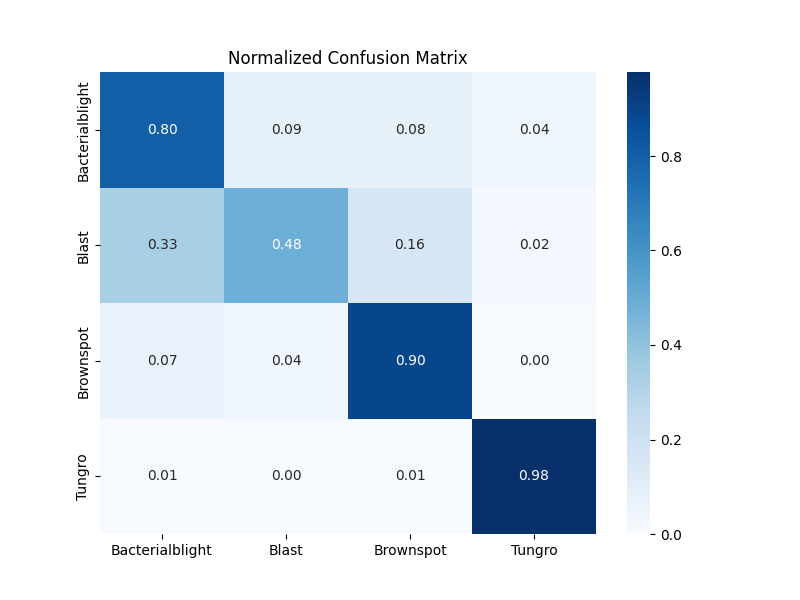 Normalized Confusion Matrix
Bacterialblight
0.80 0.09 0.08 0.04
Blast
0.33 0.48 0.16 0.02
Brownspot
0.07 0.04 0.90 0.00
Tungro
0.01 0.00 0.01 0.98
Bacterialblight Blast Brownspot Tungro
0.8
0.6
0.4
0.2
0.0